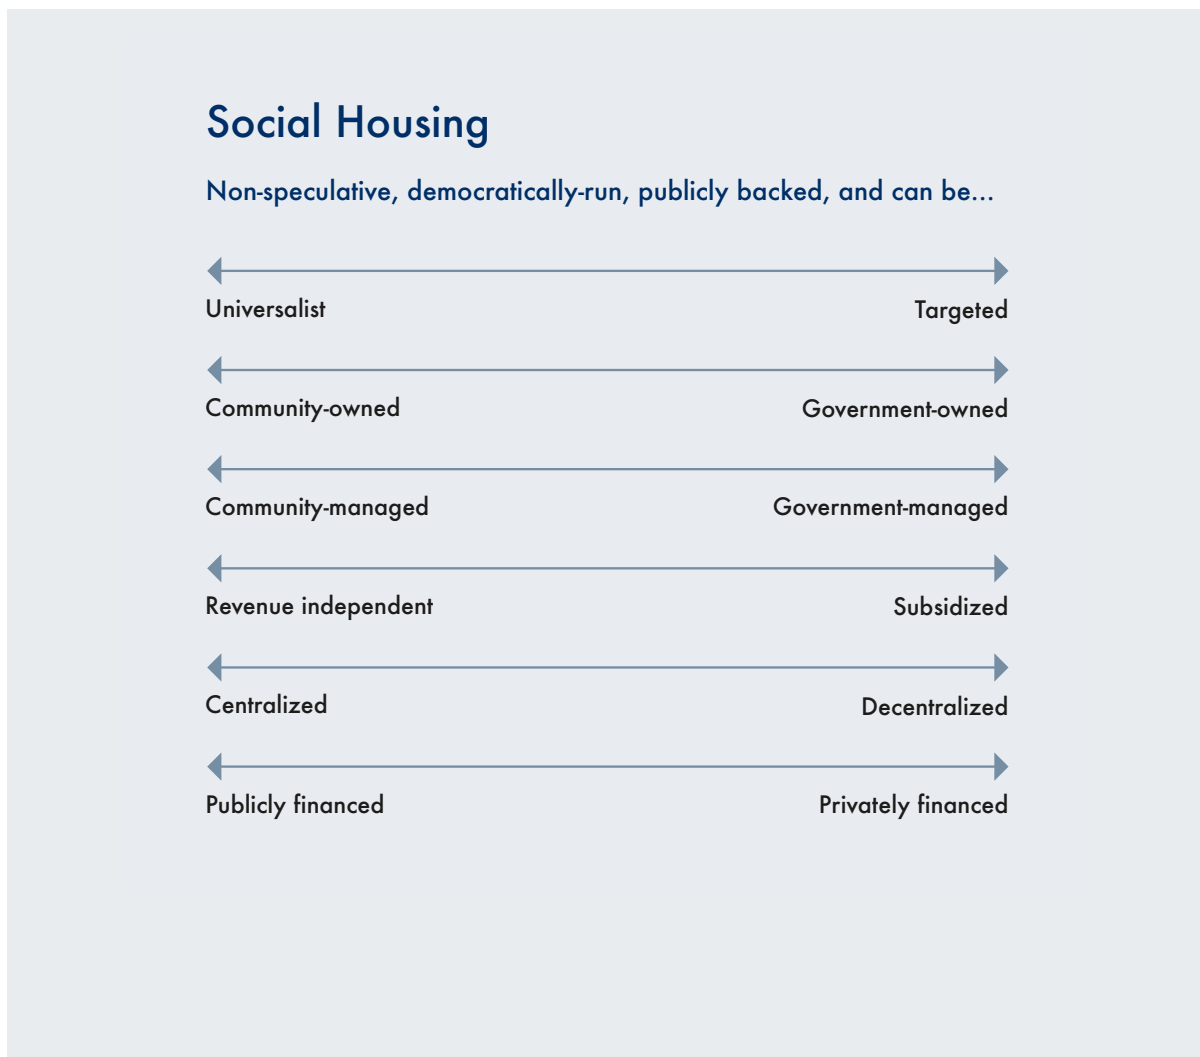 Social Housing
Non-speculative, democratically-run, publicly backed, and can be...
Universalist Targeted
Community-owned Government-owned
Community-managed Government-managed
Revenue independent Subsidized
Centralized Decentralized
Publicly financed Privately financed